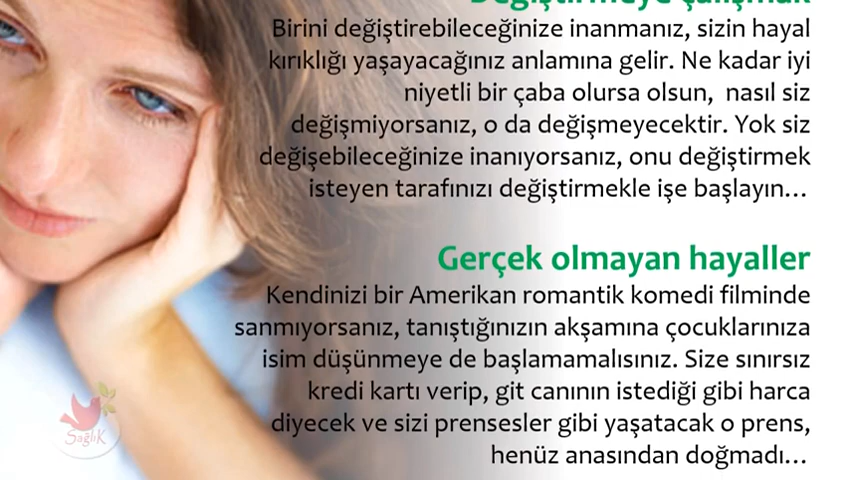 Değiştirmeye çalışmak
Birini değiştirebileceğinize inanmanız, sizin hayal
kırıklığı yaşayacağınız anlamına gelir. Ne kadar iyi
niyetli bir çaba olursa olsun, nasıl siz
değişmiyorsanız, o da değişmeyecektir. Yok siz
değişebileceğinize inanıyorsanız, onu değiştirmek
isteyen tarafınızı değiştirmekle işe başlayın...
Gerçek olmayan hayaller
Kendinizi bir Amerikan romantik komedi filminde
sanmıyorsanız, tanıştığınızın akşamına çocuklarınıza
isim düşünmeye de başlamamalısınız. Size sınırsız
kredi kartı verip, git canının istediği gibi harca
diyecek ve sizi prensesler gibi yaşatacak o prens,
henüz anasından doğmadı...
Sağlık